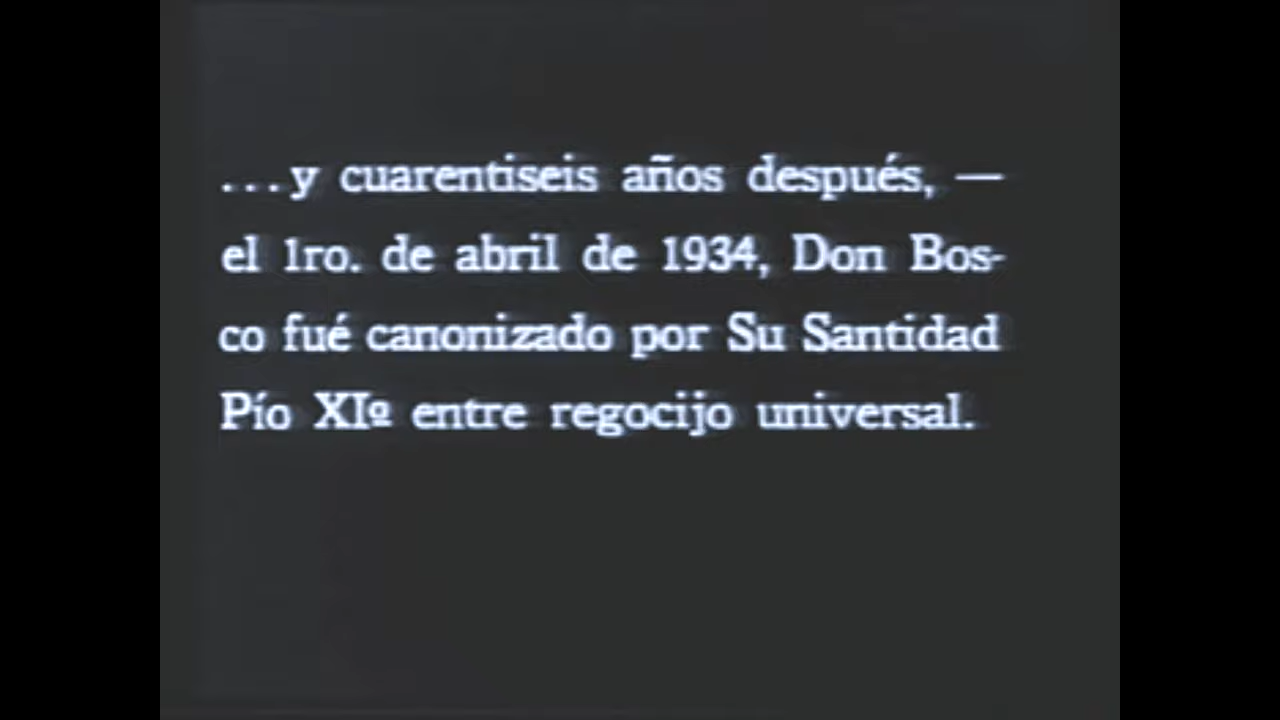 ...y cuarentiseis años después, —
el 1ro. de abril de 1934, Don Bos-
co fué canonizado por Su Santidad
Pío XIº entre regocijo universal.